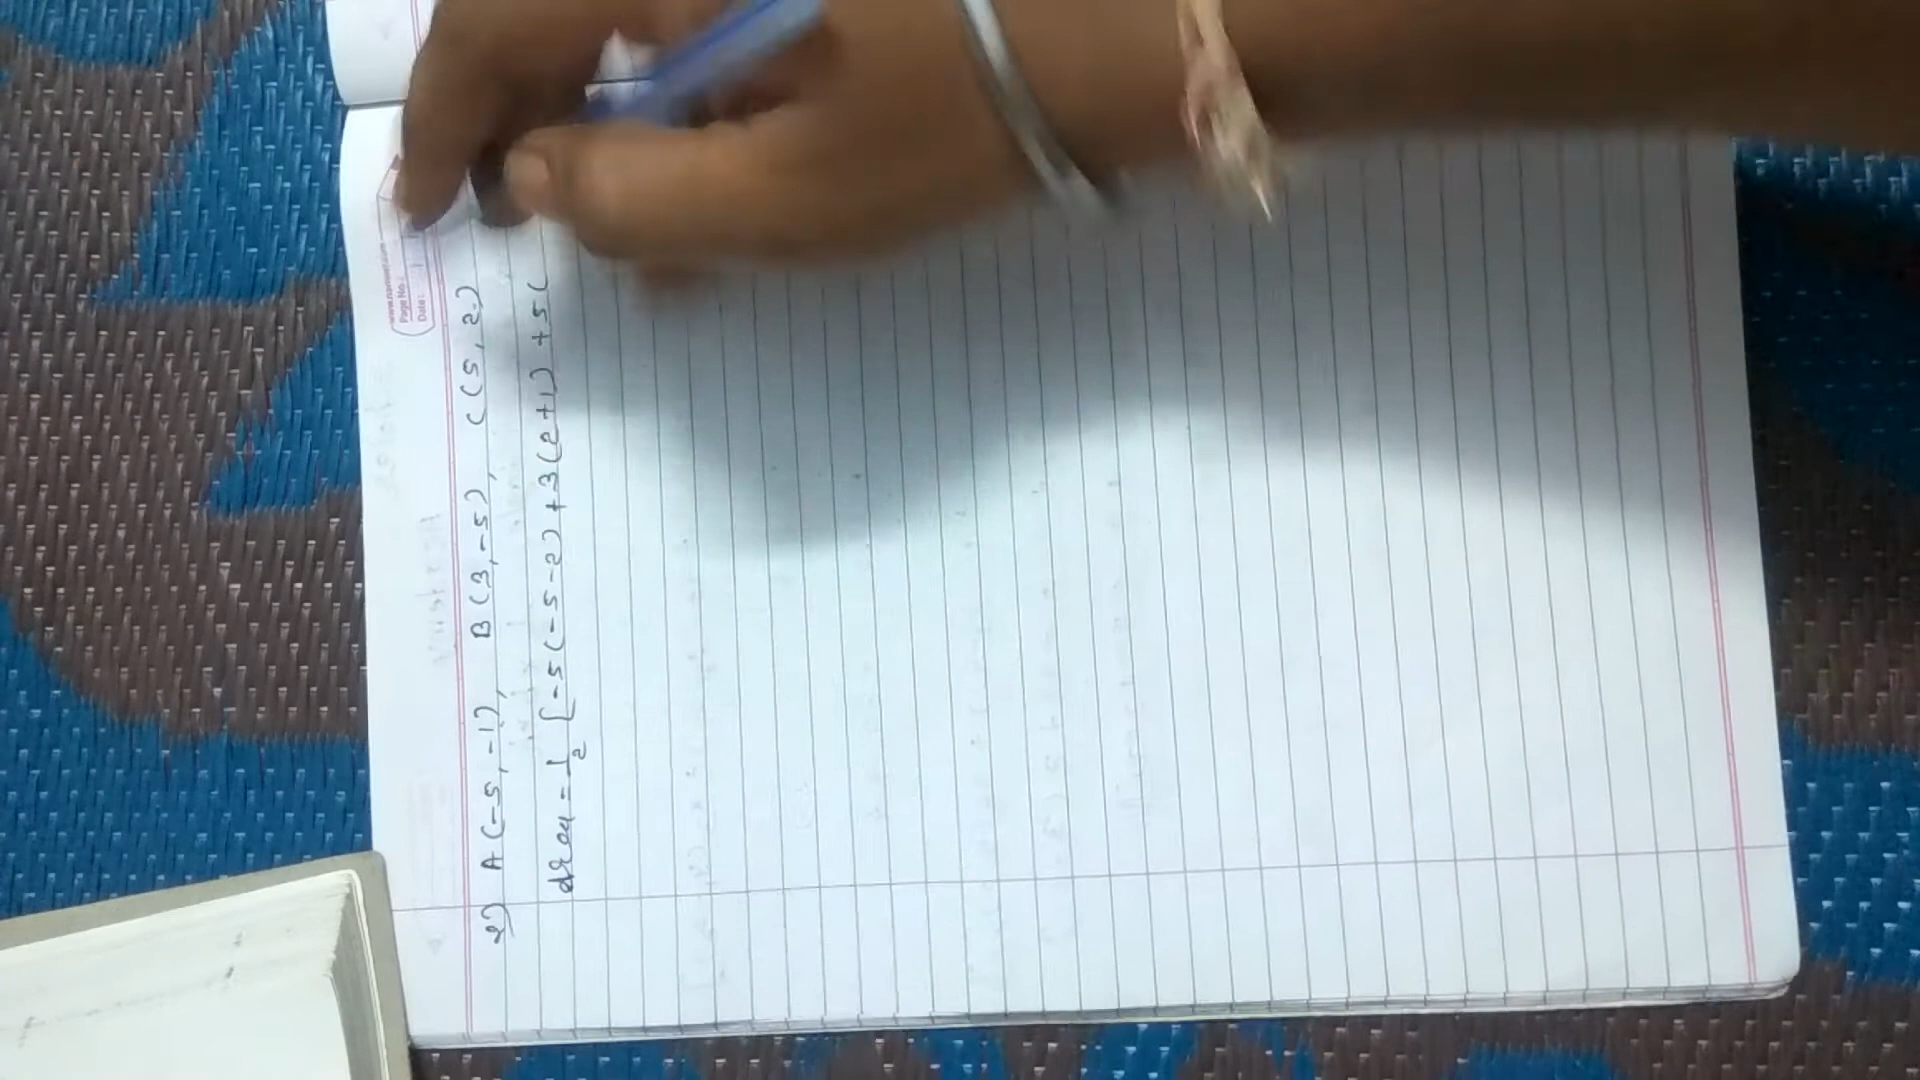 Page No.:
Date:
2) A(-5,-1), B(3,-5), C(5,2)
area = 1/2 [-5(-5-2)+3(2+1)+5(